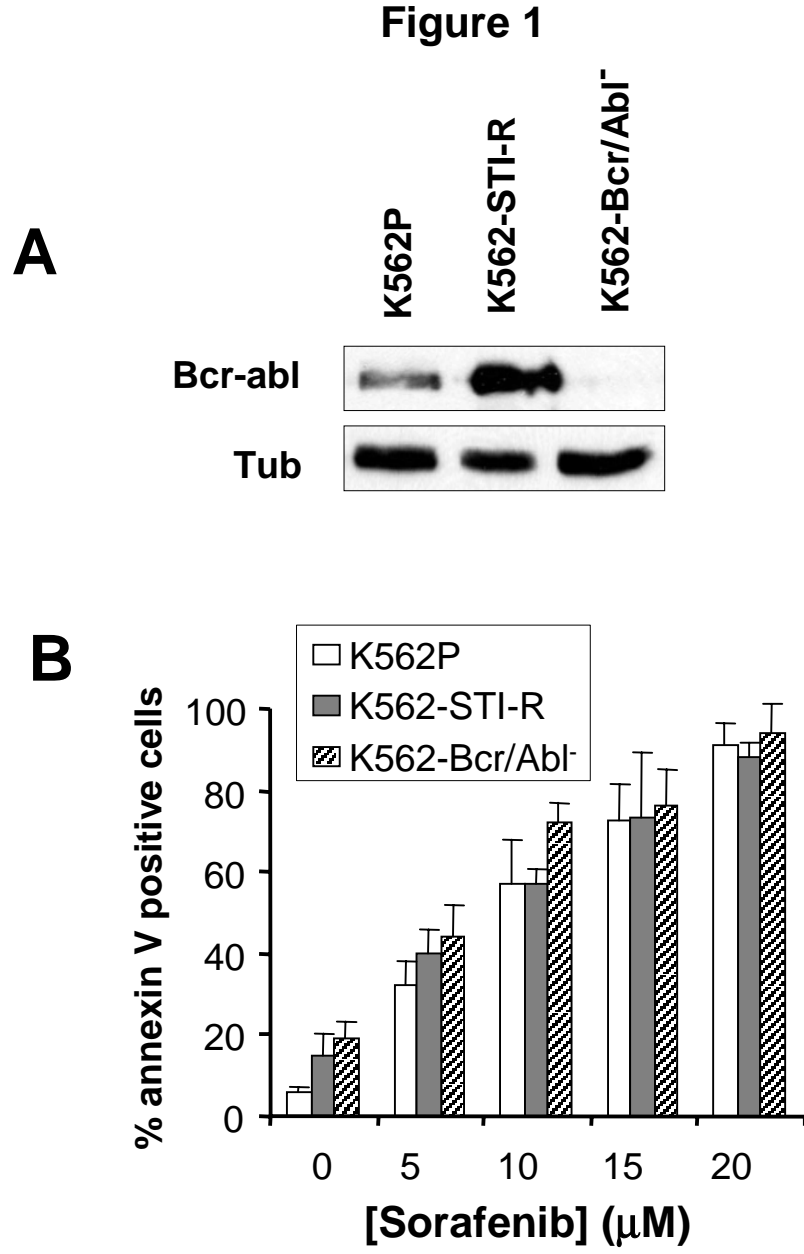 Figure 1
A
K562P
K562-STI-R
K562-Bcr/Abl⁻
Bcr-abl
Tub
B
K562P
K562-STI-R
K562-Bcr/Abl⁻
% annexin V positive cells
100
80
60
40
20
0
0 5 10 15 20
[Sorafenib] (μM)